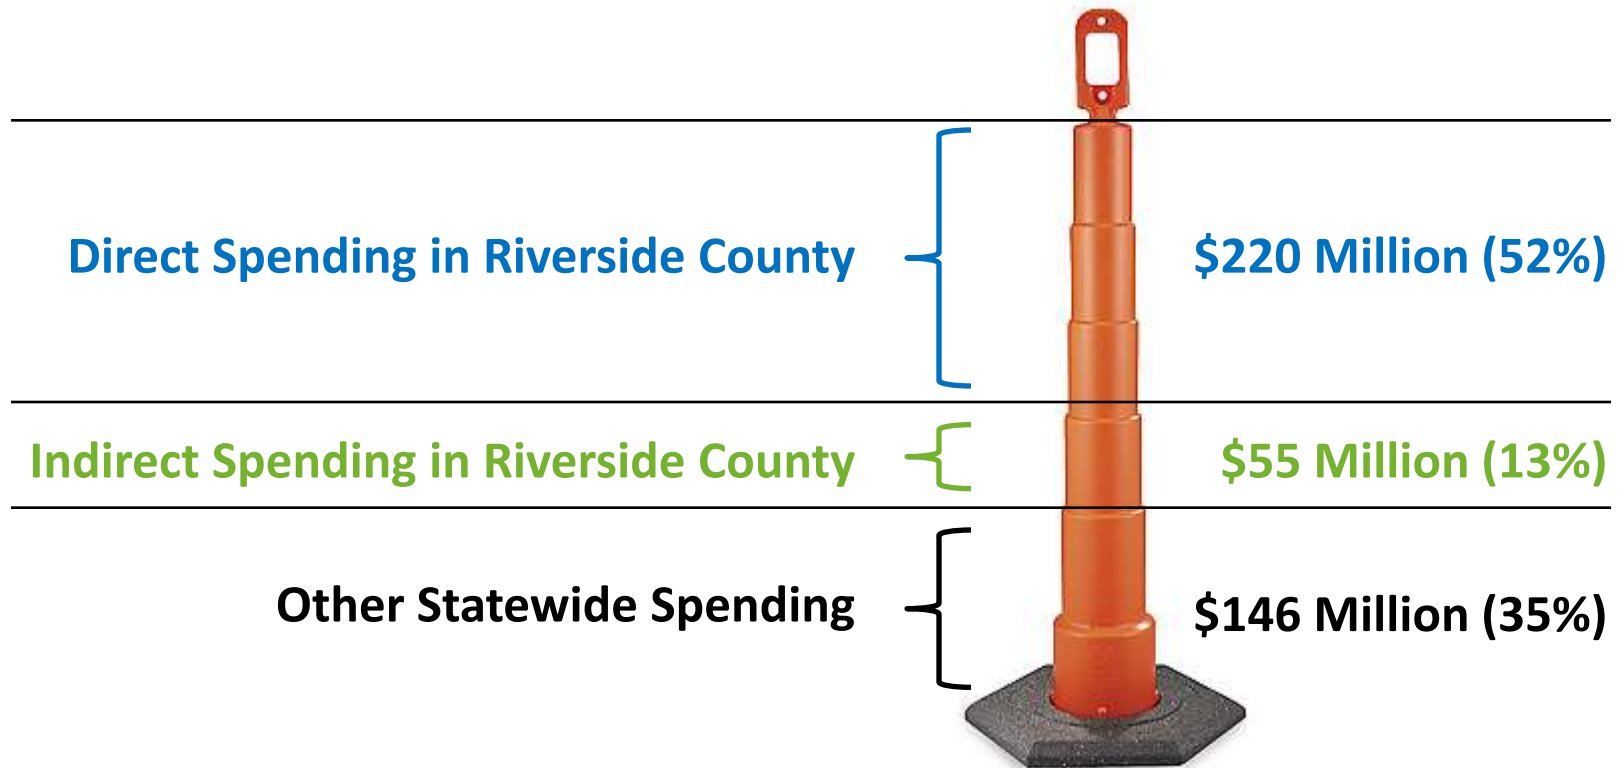 Direct Spending in Riverside County
$220 Million (52%)
Indirect Spending in Riverside County
$55 Million (13%)
Other Statewide Spending
$146 Million (35%)